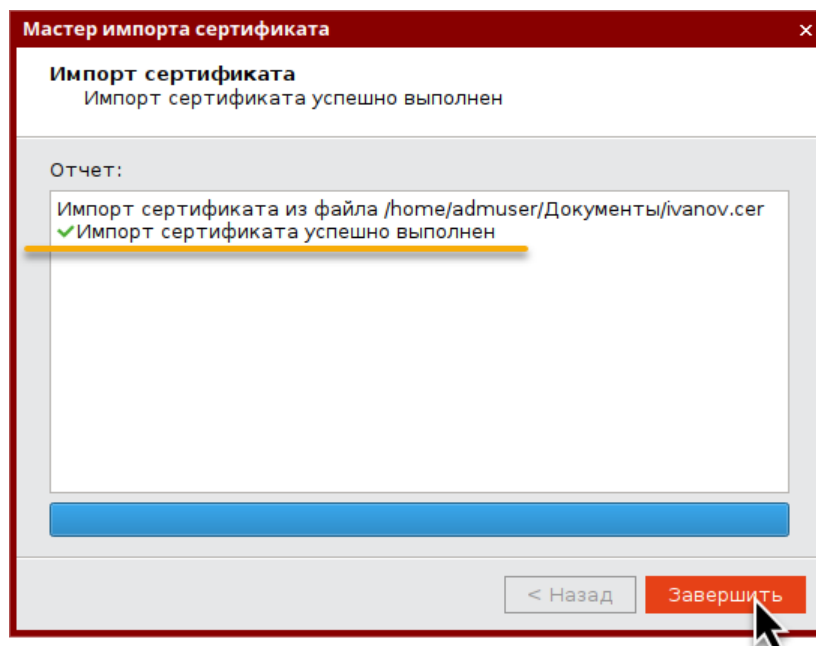 Мастер импорта сертификата
Импорт сертификата
Импорт сертификата успешно выполнен
Отчет:
Импорт сертификата из файла /home/admuser/Документы/ivanov.cer
✔Импорт сертификата успешно выполнен
< Назад
Завершить